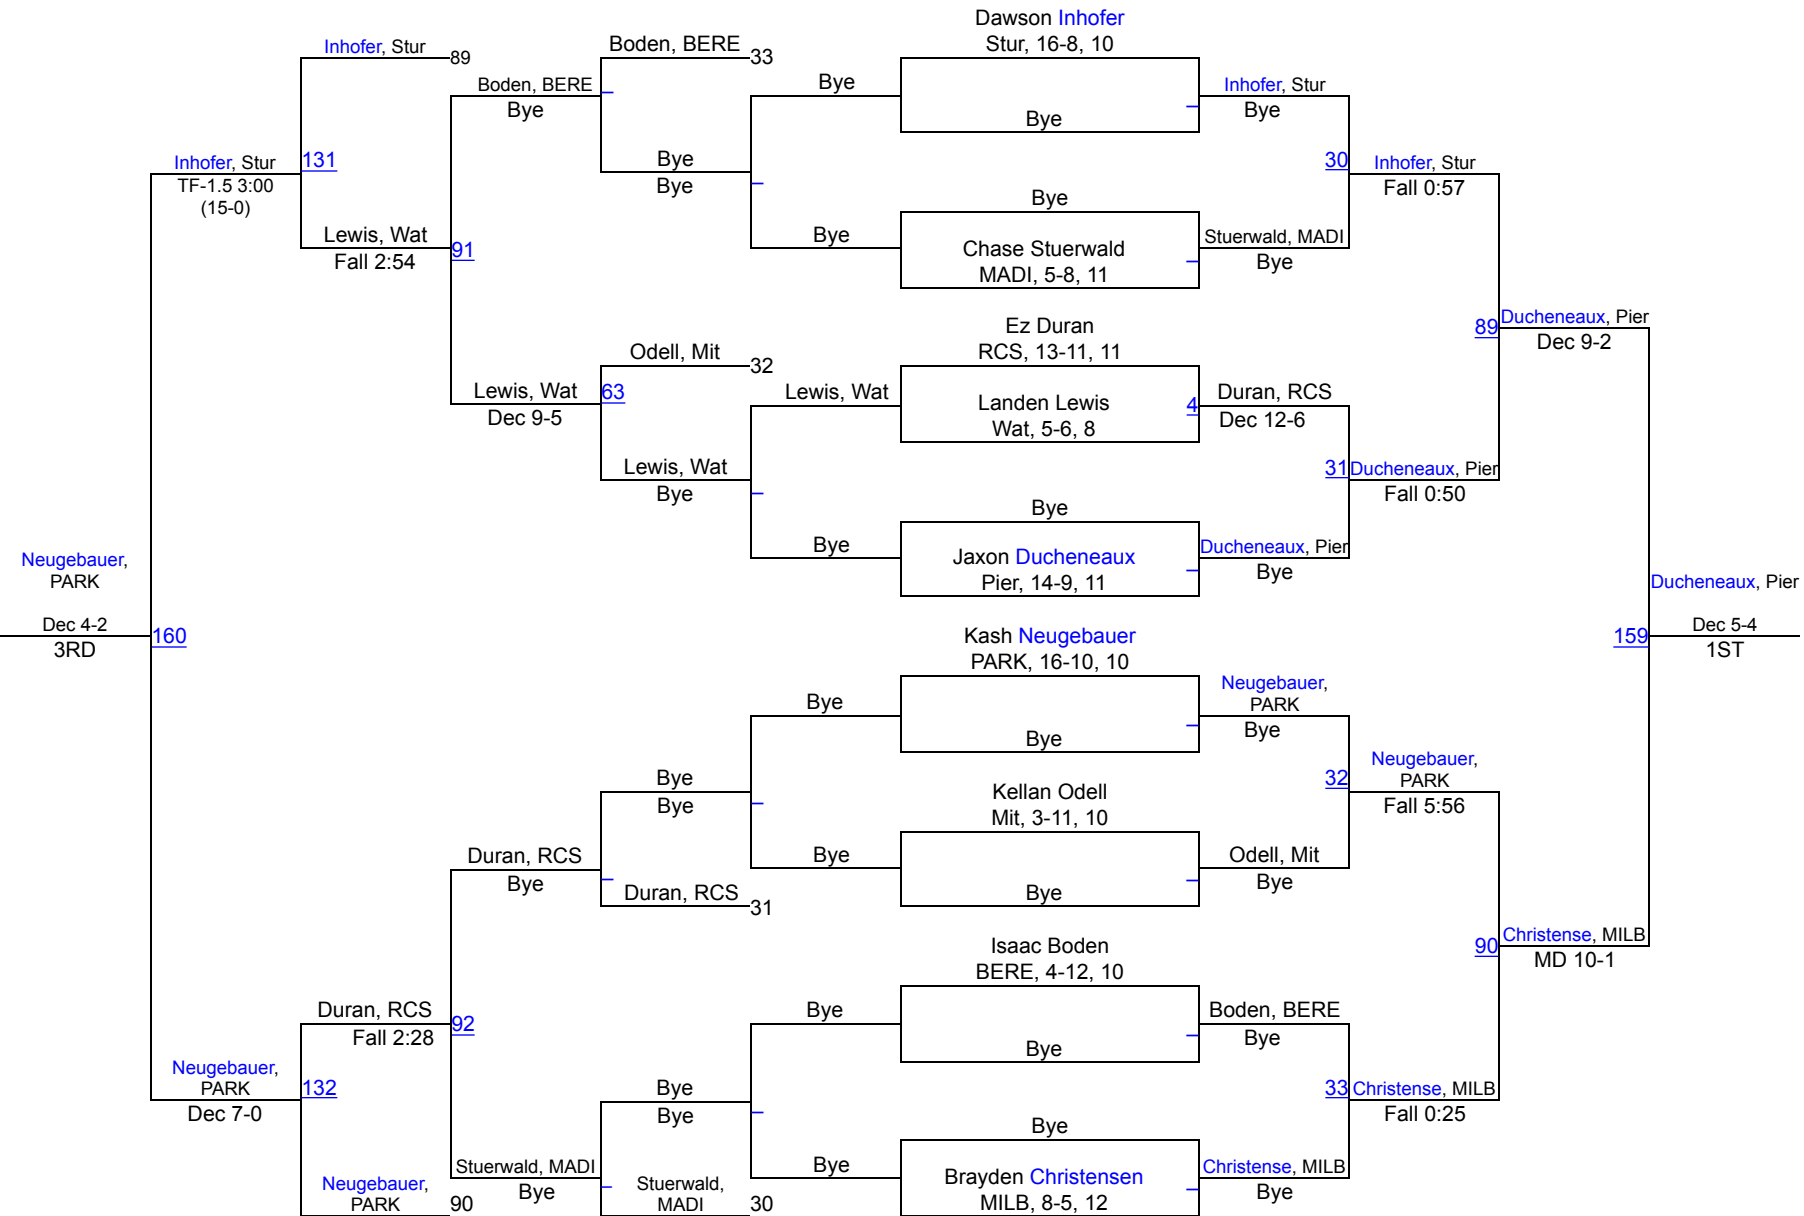 Dawson Inhofer
Stur, 16-8, 10
Inhofer, Stur
89
Boden, BERE
33
Boden, BERE
Bye
Bye
Bye
Inhofer, Stur
Bye
Inhofer, Stur
TF-1.5 3:00
(15-0)
131
Bye
Bye
30
Inhofer, Stur
Fall 0:57
Bye
Lewis, Wat
Fall 2:54
91
Bye
Chase Stuerwald
MADI, 5-8, 11
Stuerwald, MADI
Bye
Ez Duran
RCS, 13-11, 11
89
Ducheneaux, Pier
Dec 9-2
Odell, Mit
32
Lewis, Wat
Dec 9-5
63
Lewis, Wat
Landen Lewis
Wat, 5-6, 8
4
Duran, RCS
Dec 12-6
Lewis, Wat
Bye
31
Ducheneaux, Pier
Fall 0:50
Bye
Bye
Jaxon Ducheneaux
Pier, 14-9, 11
Ducheneaux, Pier
Bye
Neugebauer,
PARK
Dec 4-2
3RD
160
Ducheneaux, Pier
Dec 5-4
1ST
159
Kash Neugebauer
PARK, 16-10, 10
Bye
Bye
Neugebauer,
PARK
Bye
Bye
Bye
Kellan Odell
Mit, 3-11, 10
32
Neugebauer,
PARK
Fall 5:56
Duran, RCS
Bye
Bye
Bye
Odell, Mit
Bye
Duran, RCS
31
Isaac Boden
BERE, 4-12, 10
90
Christense, MILB
MD 10-1
Duran, RCS
Fall 2:28
92
Bye
Bye
Boden, BERE
Bye
Neugebauer,
PARK
Dec 7-0
132
Bye
Bye
33
Christense, MILB
Fall 0:25
Bye
Stuerwald, MADI
Bye
Bye
Brayden Christensen
MILB, 8-5, 12
Christense, MILB
Bye
Neugebauer,
PARK
90
Stuerwald,
MADI
30